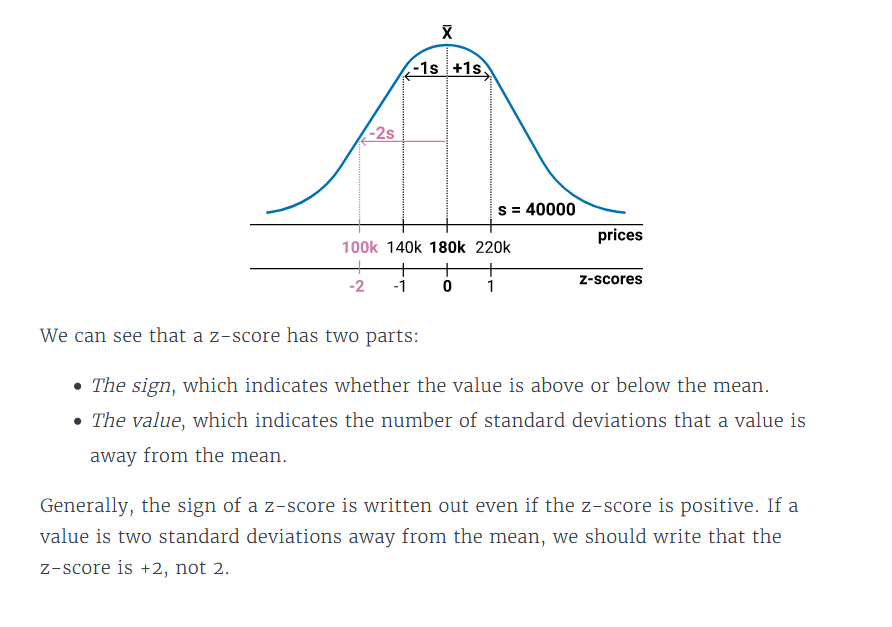 X̄
-1s +1s
-2s
s = 40000
prices
100k 140k 180k 220k
z-scores
-2 -1 0 1
We can see that a z-score has two parts:
• The sign, which indicates whether the value is above or below the mean.
• The value, which indicates the number of standard deviations that a value is
away from the mean.
Generally, the sign of a z-score is written out even if the z-score is positive. If a
value is two standard deviations away from the mean, we should write that the
z-score is +2, not 2.